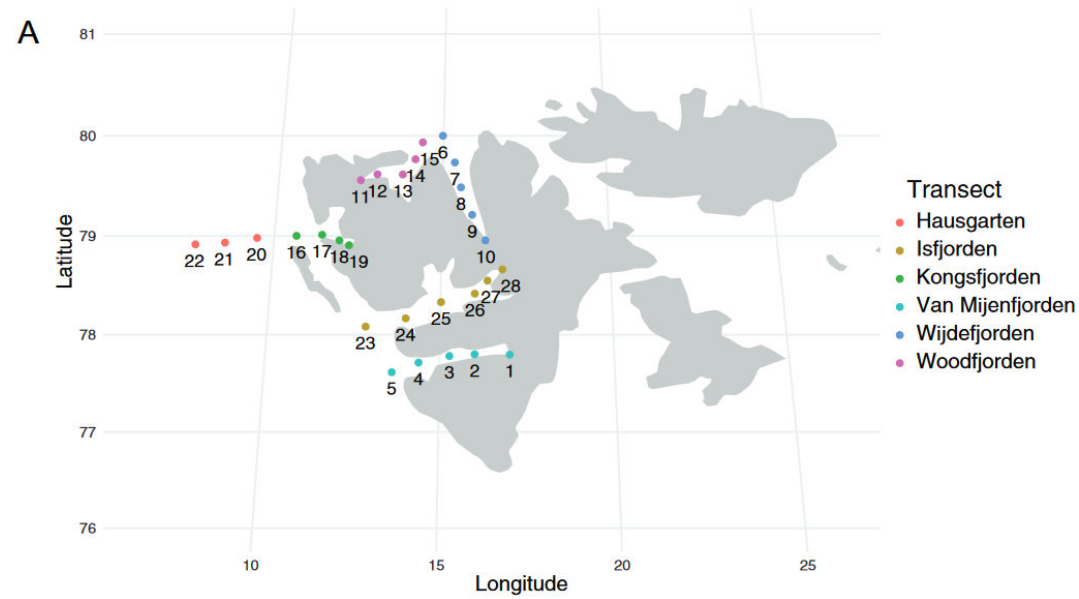 A
81
80
79
78
77
76
Latitude
6
15
7
14
11 12 13
8
9
10
22 21 20 16 17 18 19
28
27
26
25
24
23
5 4 3 2 1
10 15 20 25
Longitude
Transect
Hausgarten
Isfjorden
Kongsfjorden
Van Mijenfjorden
Wijdefjorden
Woodfjorden